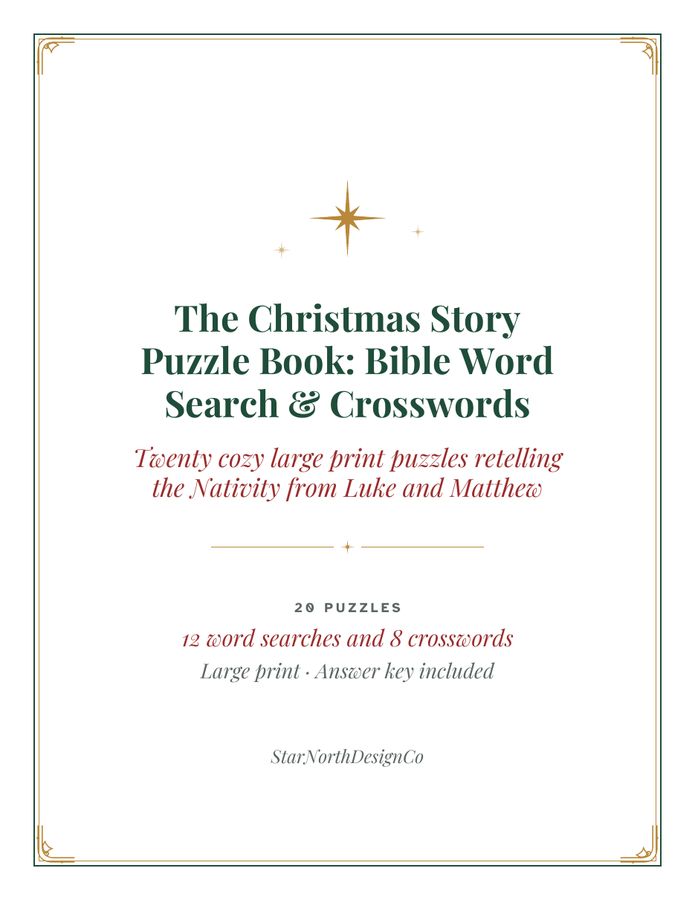 The Christmas Story
Puzzle Book: Bible Word
Search & Crosswords
Twenty cozy large print puzzles retelling
the Nativity from Luke and Matthew
20 PUZZLES
12 word searches and 8 crosswords
Large print · Answer key included
StarNorthDesignCo